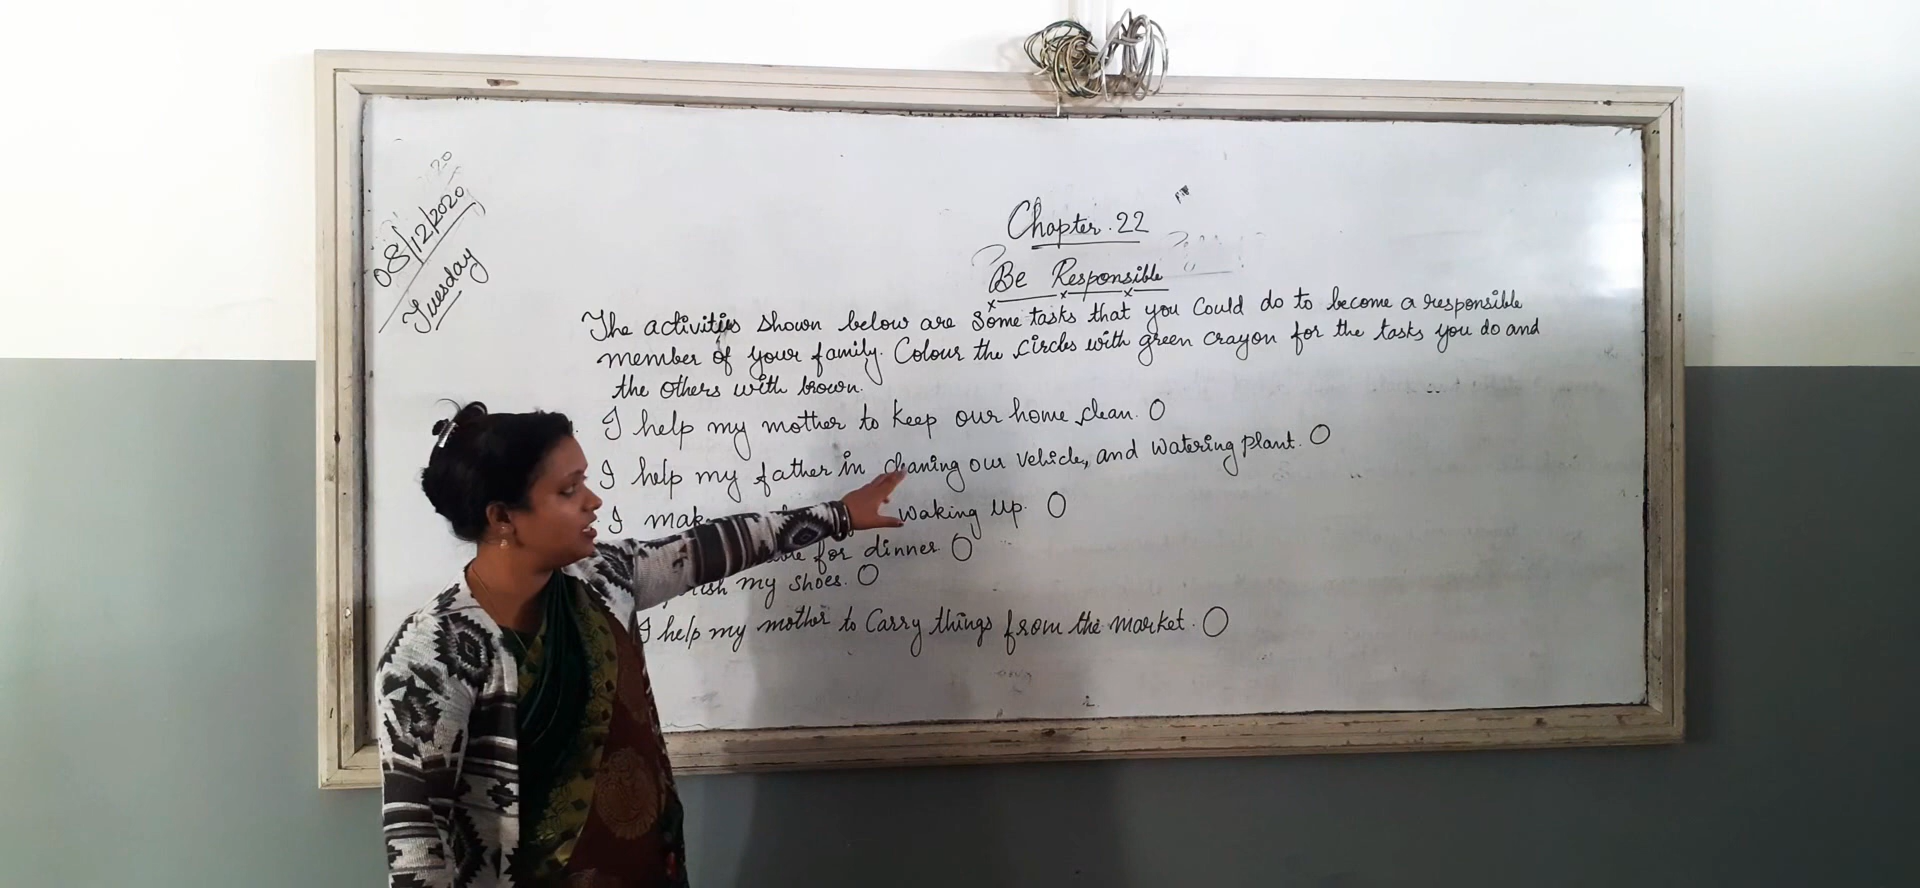 08/12/2020
Tuesday
Chapter. 22
Be Responsible
The activities shown below are some tasks that you Could do to become a responsible
member of your family. Colour the circles with green crayon for the tasks you do and
the others with brown.
I help my mother to keep our home clean.
I help my father in cleaning our vehicle, and watering plant.
I waking up.
for dinner.
my shoes.
I help my mother to Carry things from the market.